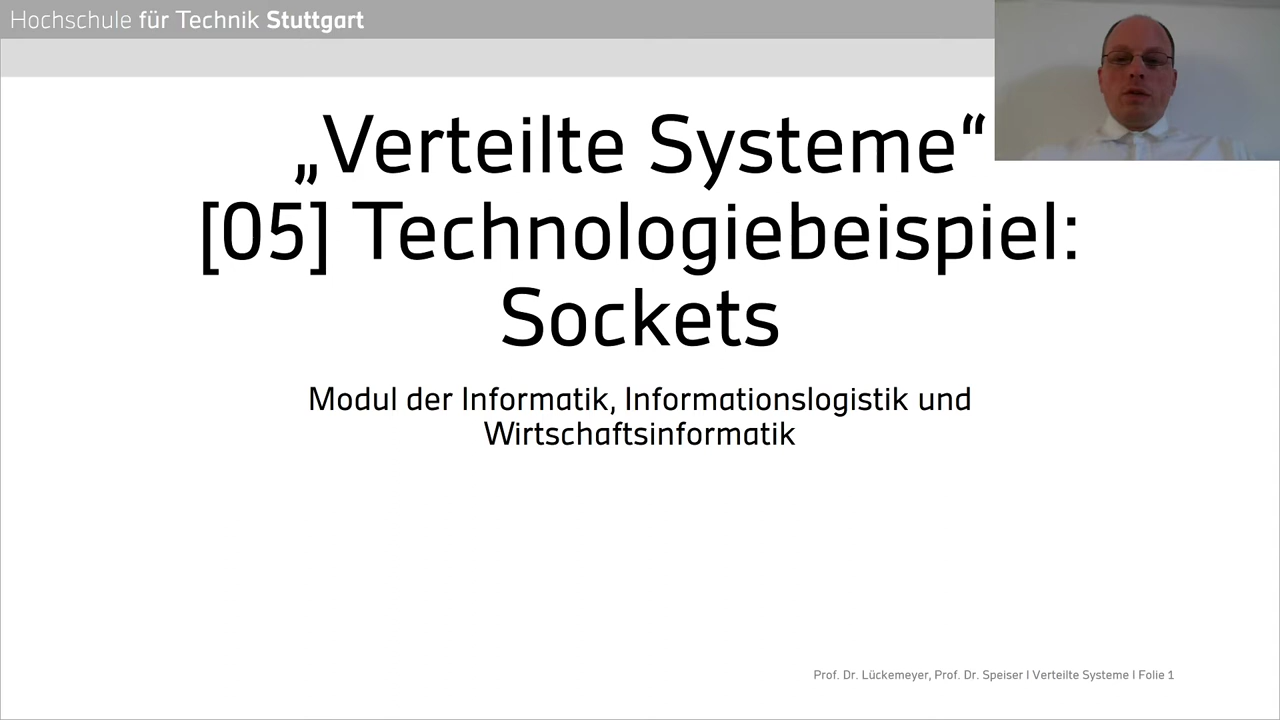 Hochschule für Technik Stuttgart
„Verteilte Systeme“
[05] Technologiebeispiel:
Sockets
Modul der Informatik, Informationslogistik und
Wirtschaftsinformatik
Prof. Dr. Lückemeyer, Prof. Dr. Speiser I Verteilte Systeme I Folie 1